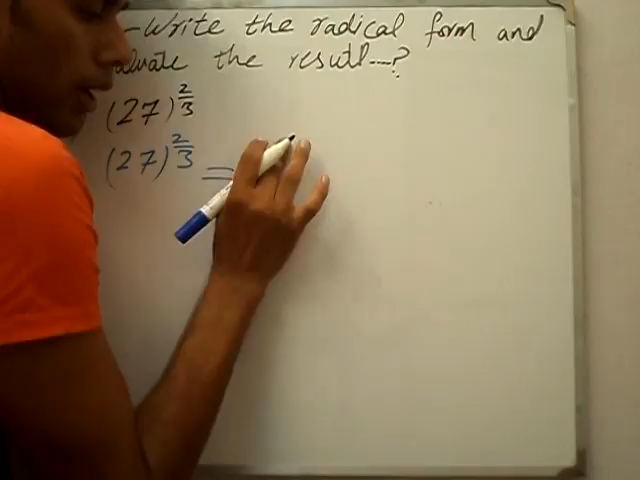 -Write the radical form and
the result---?
(27)^{2/3}
(27)^{2/3} =